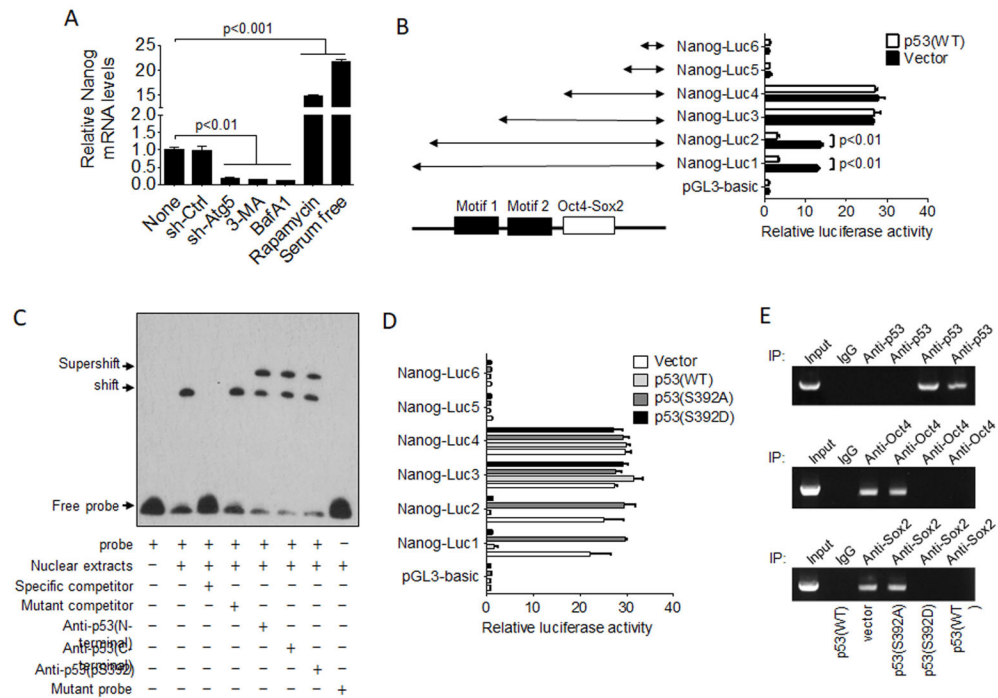 A
p<0.001
p<0.01
Relative Nanog
mRNA levels
25
20
15
10
5
1.0
0.5
0.0
None
sh-Ctrl
sh-Atg5
3-MA
BafA1
Rapamycin
Serum free
B
Nanog-Luc6
Nanog-Luc5
Nanog-Luc4
Nanog-Luc3
Nanog-Luc2
Nanog-Luc1
pGL3-basic
p53(WT)
Vector
p<0.01
p<0.01
0 10 20 30 40
Relative luciferase activity
Motif 1 Motif 2 Oct4-Sox2
C
Supershift
shift
Free probe
probe + + + + + + + −
Nuclear extracts − + + + + + + +
Specific competitor − − + − − − − −
Mutant competitor − − − + − − − −
Anti-p53(N-
terminal) − − − − + − − −
Anti-p53(C-
terminal) − − − − − + − −
Anti-p53(pS392) − − − − − − + −
Mutant probe − − − − − − − +
D
Nanog-Luc6
Nanog-Luc5
Nanog-Luc4
Nanog-Luc3
Nanog-Luc2
Nanog-Luc1
pGL3-basic
Vector
p53(WT)
p53(S392A)
p53(S392D)
0 10 20 30 40
Relative luciferase activity
E
IP: Input IgG Anti-p53 Anti-p53 Anti-p53 Anti-p53
IP: Input IgG Anti-Oct4 Anti-Oct4 Anti-Oct4 Anti-Oct4
IP: Input IgG Anti-Sox2 Anti-Sox2 Anti-Sox2 Anti-Sox2
p53(WT)
vector
p53(S392A)
p53(S392D)
p53(WT
)